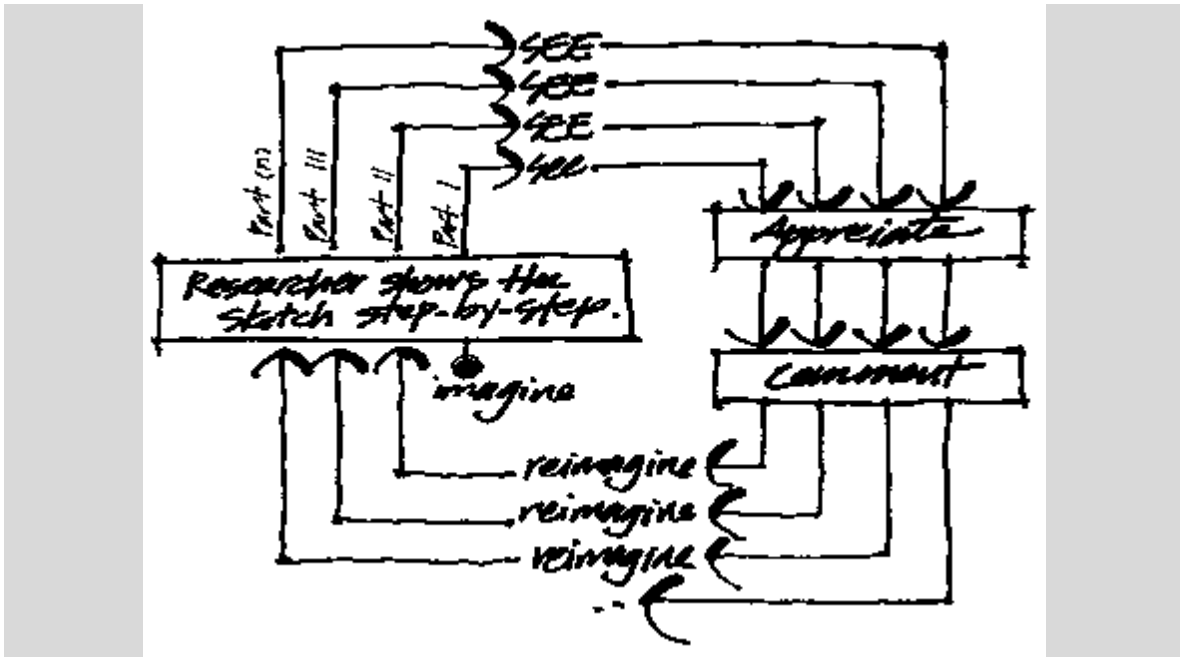 SEE
SEE
SEE
see
Part (n)
Part III
Part II
Part I
Appreciate
Researcher shows the
sketch step-by-step.
imagine
Comment
reimagine
reimagine
reimagine
...